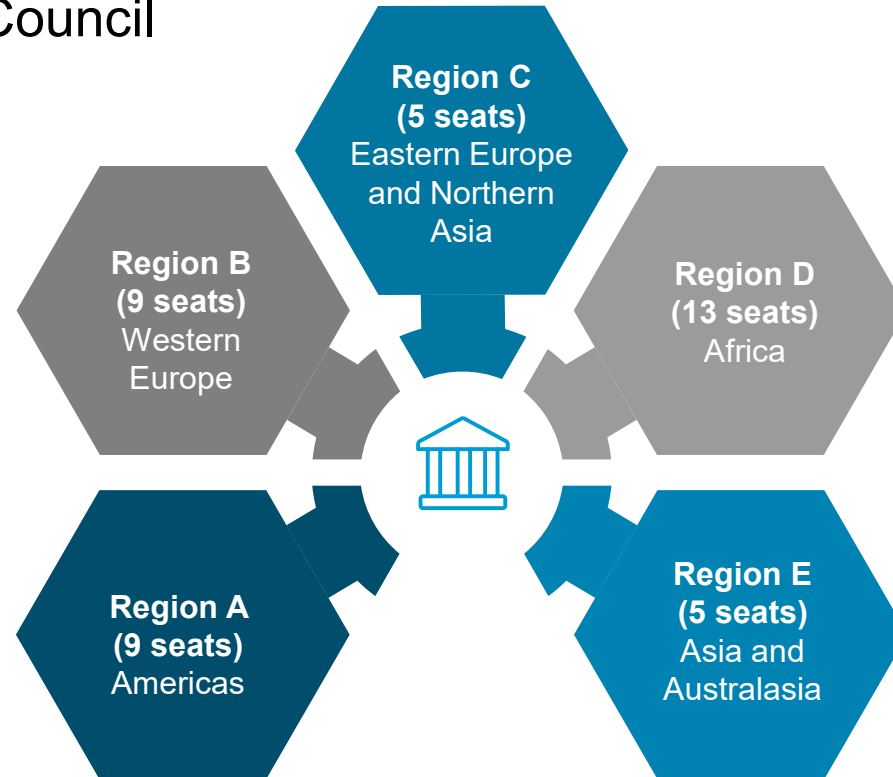 Council
Region C
(5 seats)
Eastern Europe
and Northern
Asia
Region B
(9 seats)
Western
Europe
Region D
(13 seats)
Africa
Region A
(9 seats)
Americas
Region E
(5 seats)
Asia and
Australasia